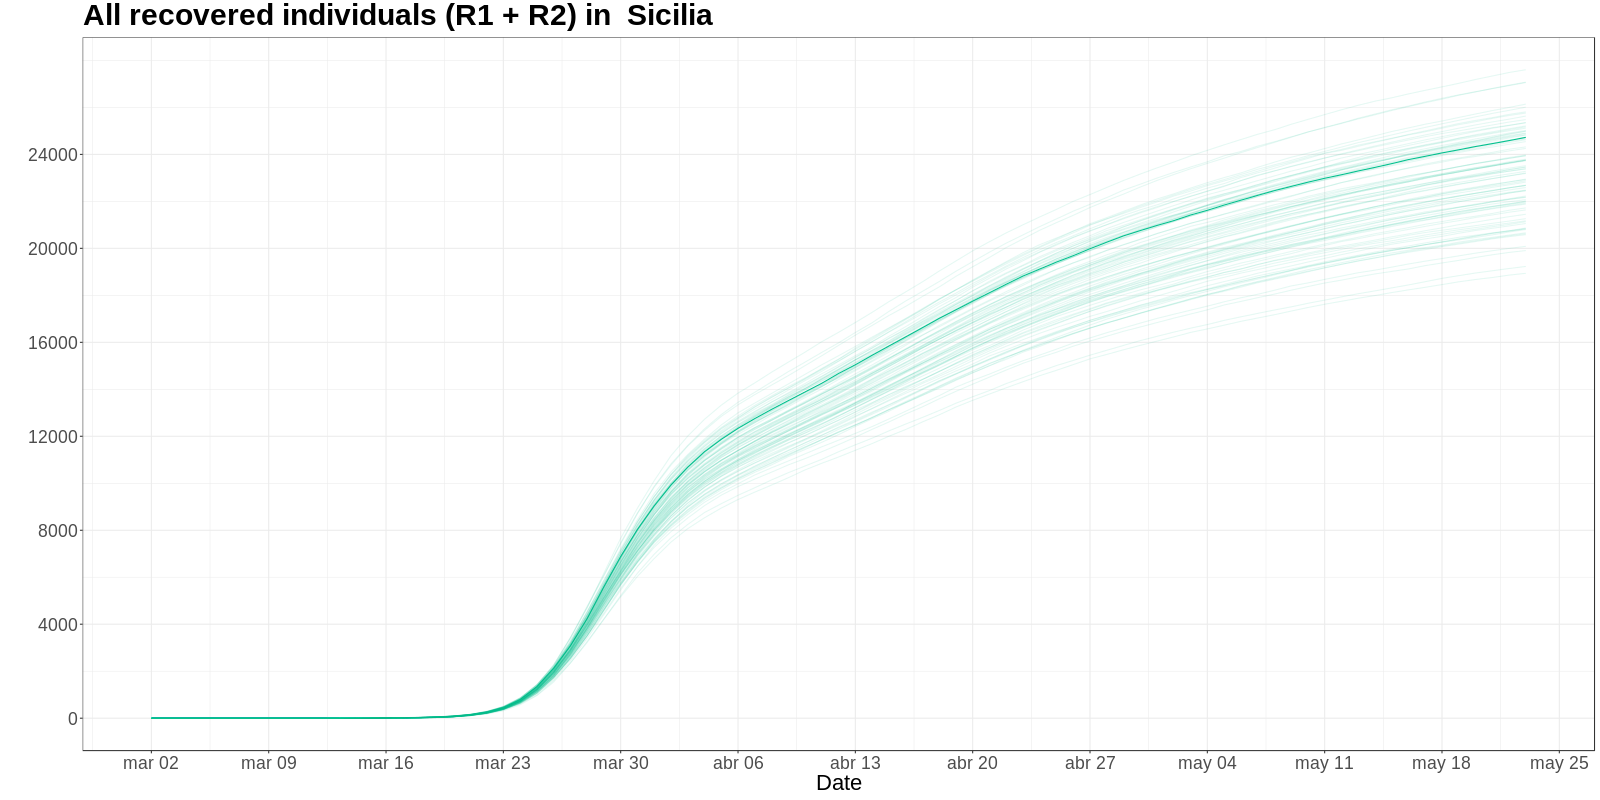 All recovered individuals (R1 + R2) in  Sicilia
24000
20000
16000
12000
8000
4000
0
mar 02 mar 09 mar 16 mar 23 mar 30 abr 06 abr 13 abr 20 abr 27 may 04 may 11 may 18 may 25
Date